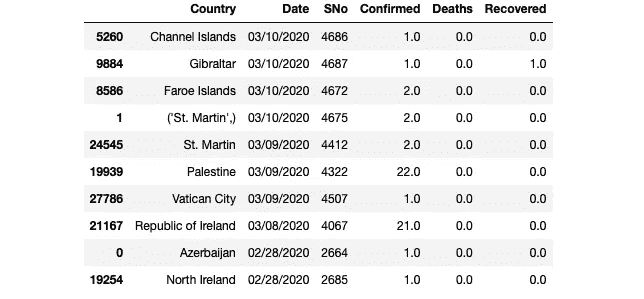 Country Date SNo Confirmed Deaths Recovered
5260 Channel Islands 03/10/2020 4686 1.0 0.0 0.0
9884 Gibraltar 03/10/2020 4687 1.0 0.0 1.0
8586 Faroe Islands 03/10/2020 4672 2.0 0.0 0.0
1 ('St. Martin',) 03/10/2020 4675 2.0 0.0 0.0
24545 St. Martin 03/09/2020 4412 2.0 0.0 0.0
19939 Palestine 03/09/2020 4322 22.0 0.0 0.0
27786 Vatican City 03/09/2020 4507 1.0 0.0 0.0
21167 Republic of Ireland 03/08/2020 4067 21.0 0.0 0.0
0 Azerbaijan 02/28/2020 2664 1.0 0.0 0.0
19254 North Ireland 02/28/2020 2685 1.0 0.0 0.0